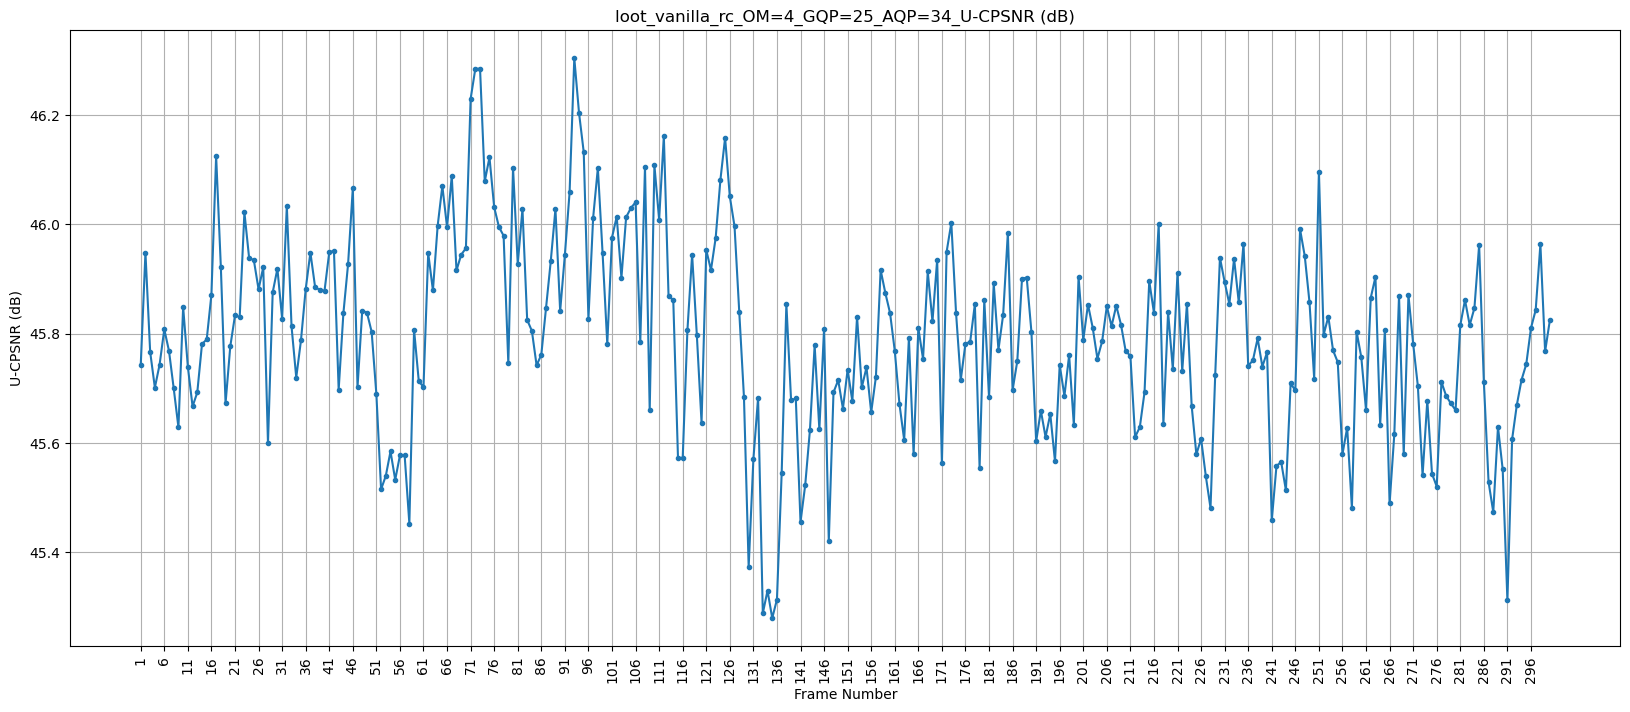 loot_vanilla_rc_OM=4_GQP=25_AQP=34_U-CPSNR (dB)
U-CPSNR (dB)
46.2
46.0
45.8
45.6
45.4
1 6 11 16 21 26 31 36 41 46 51 56 61 66 71 76 81 86 91 96 101 106 111 116 121 126 131 136 141 146 151 156 161 166 171 176 181 186 191 196 201 206 211 216 221 226 231 236 241 246 251 256 261 266 271 276 281 286 291 296
Frame Number